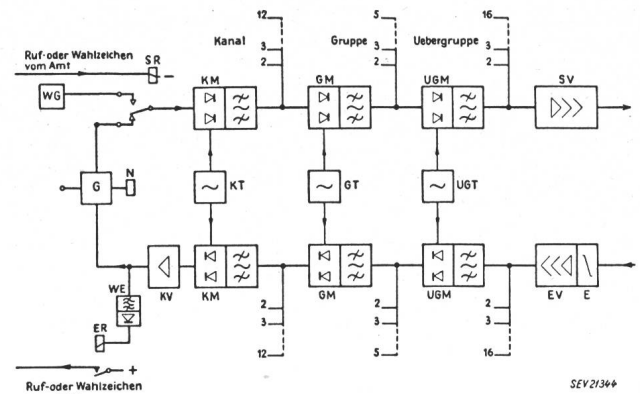 12 5 16
Kanal Gruppe Uebergruppe
3 3 3
2 2 2
Ruf-oder Wahlzeichen
vom Amt
SR
−
KM GM UGM SV
WG
N
G
KT GT UGT
WE
KV KM GM UGM EV E
ER
2 2 2
3 3 3
12 5 16
+
Ruf-oder Wahlzeichen
SEV 21344